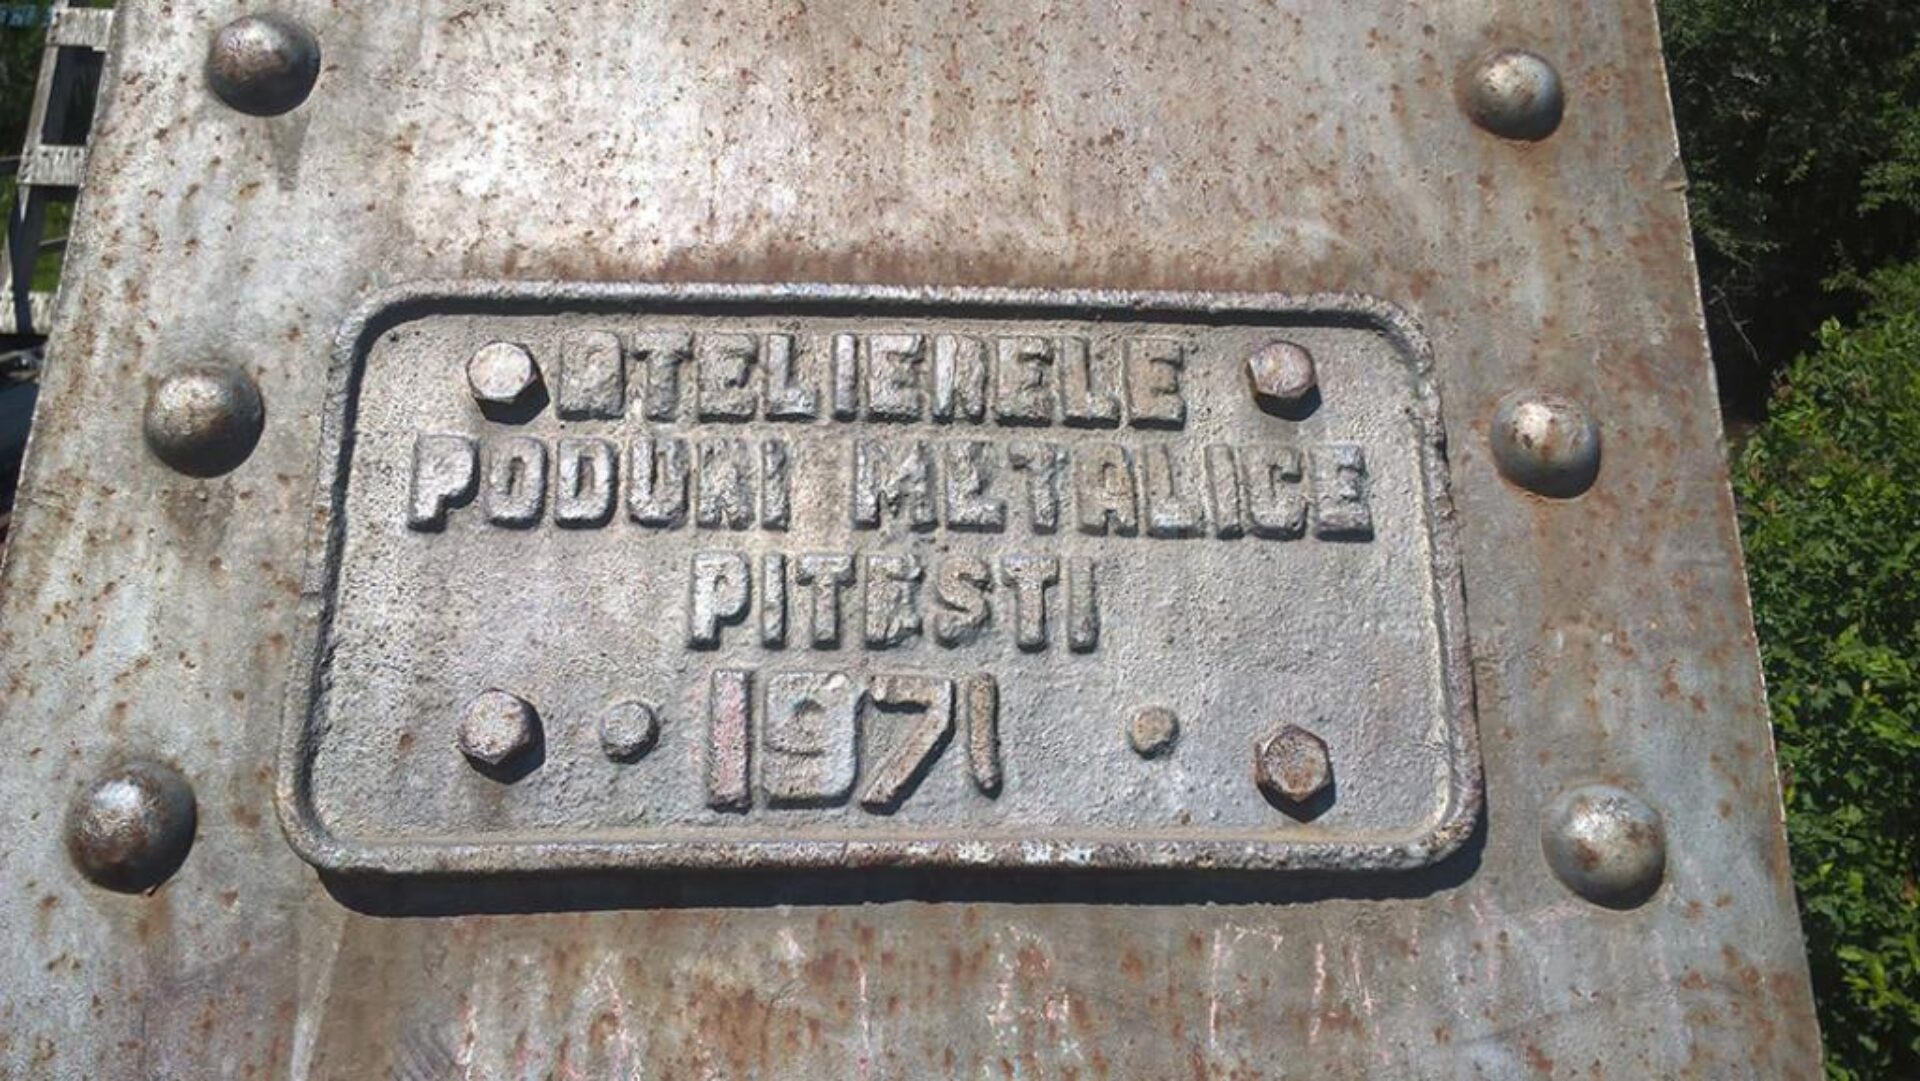 ATELIERELE
PODURI METALICE
PITESTI
1971